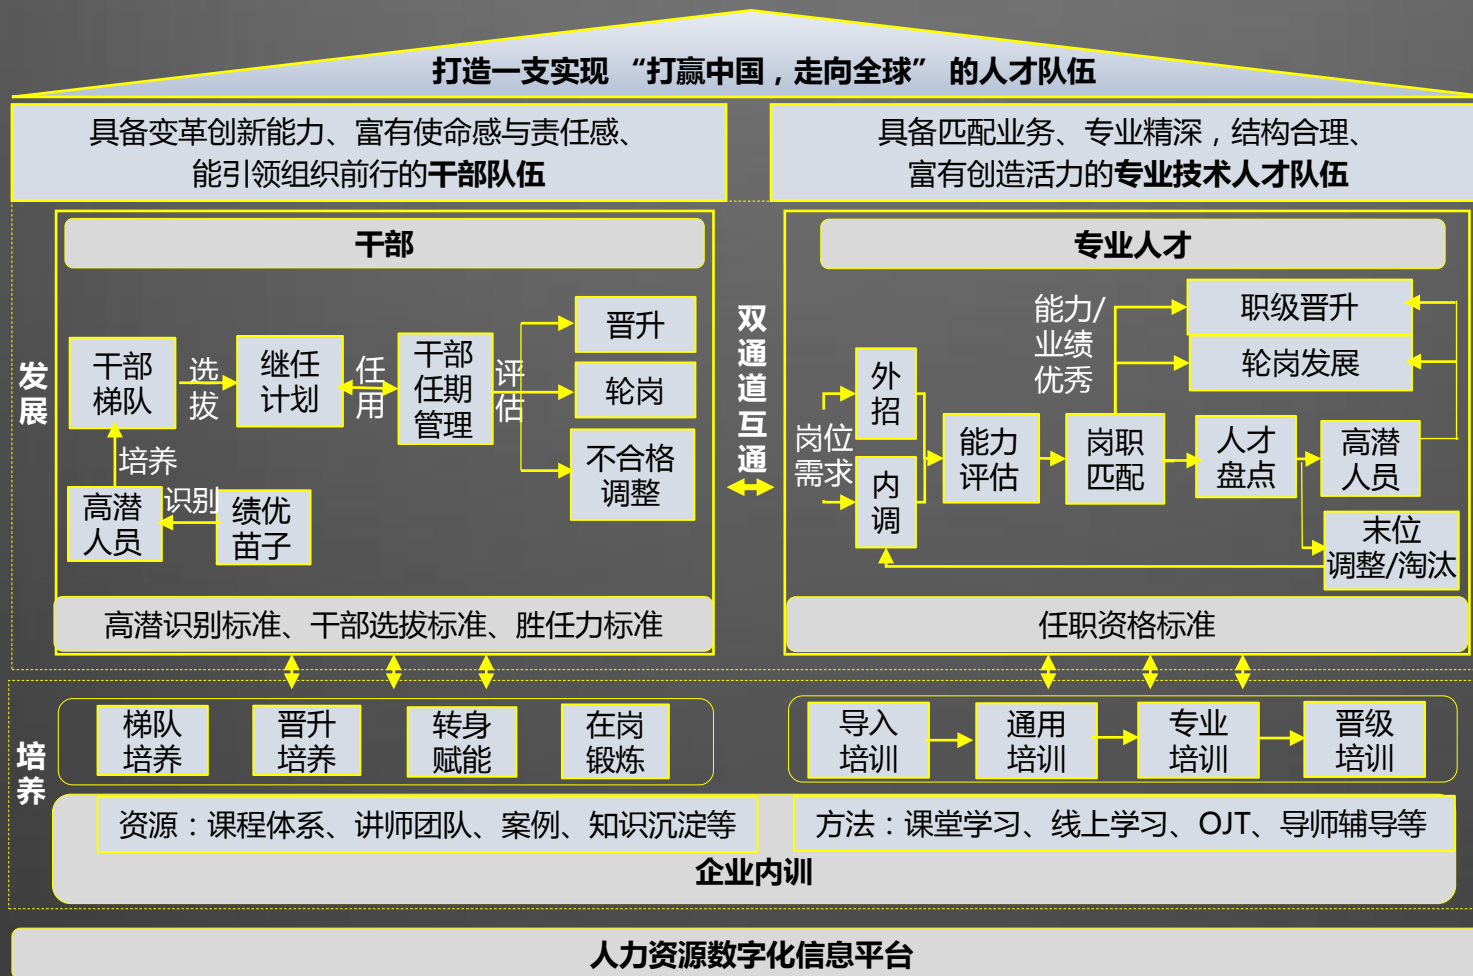 打造一支实现 “打赢中国，走向全球” 的人才队伍
具备变革创新能力、富有使命感与责任感、
能引领组织前行的干部队伍
具备匹配业务、专业精深，结构合理、
富有创造活力的专业技术人才队伍
发
展
干部
干部
梯队
选
拔
继任
计划
任
用
干部
任期
管理
评
估
晋升
轮岗
不合格
调整
培养
高潜
人员
识别
绩优
苗子
高潜识别标准、干部选拔标准、胜任力标准
双
通
道
互
通
专业人才
岗位
需求
外
招
内
调
能力
评估
岗职
匹配
能力/
业绩
优秀
职级晋升
轮岗发展
人才
盘点
高潜
人员
末位
调整/淘汰
任职资格标准
培
养
梯队
培养
晋升
培养
转身
赋能
在岗
锻炼
导入
培训
通用
培训
专业
培训
晋级
培训
资源：课程体系、讲师团队、案例、知识沉淀等
方法：课堂学习、线上学习、OJT、导师辅导等
企业内训
人力资源数字化信息平台